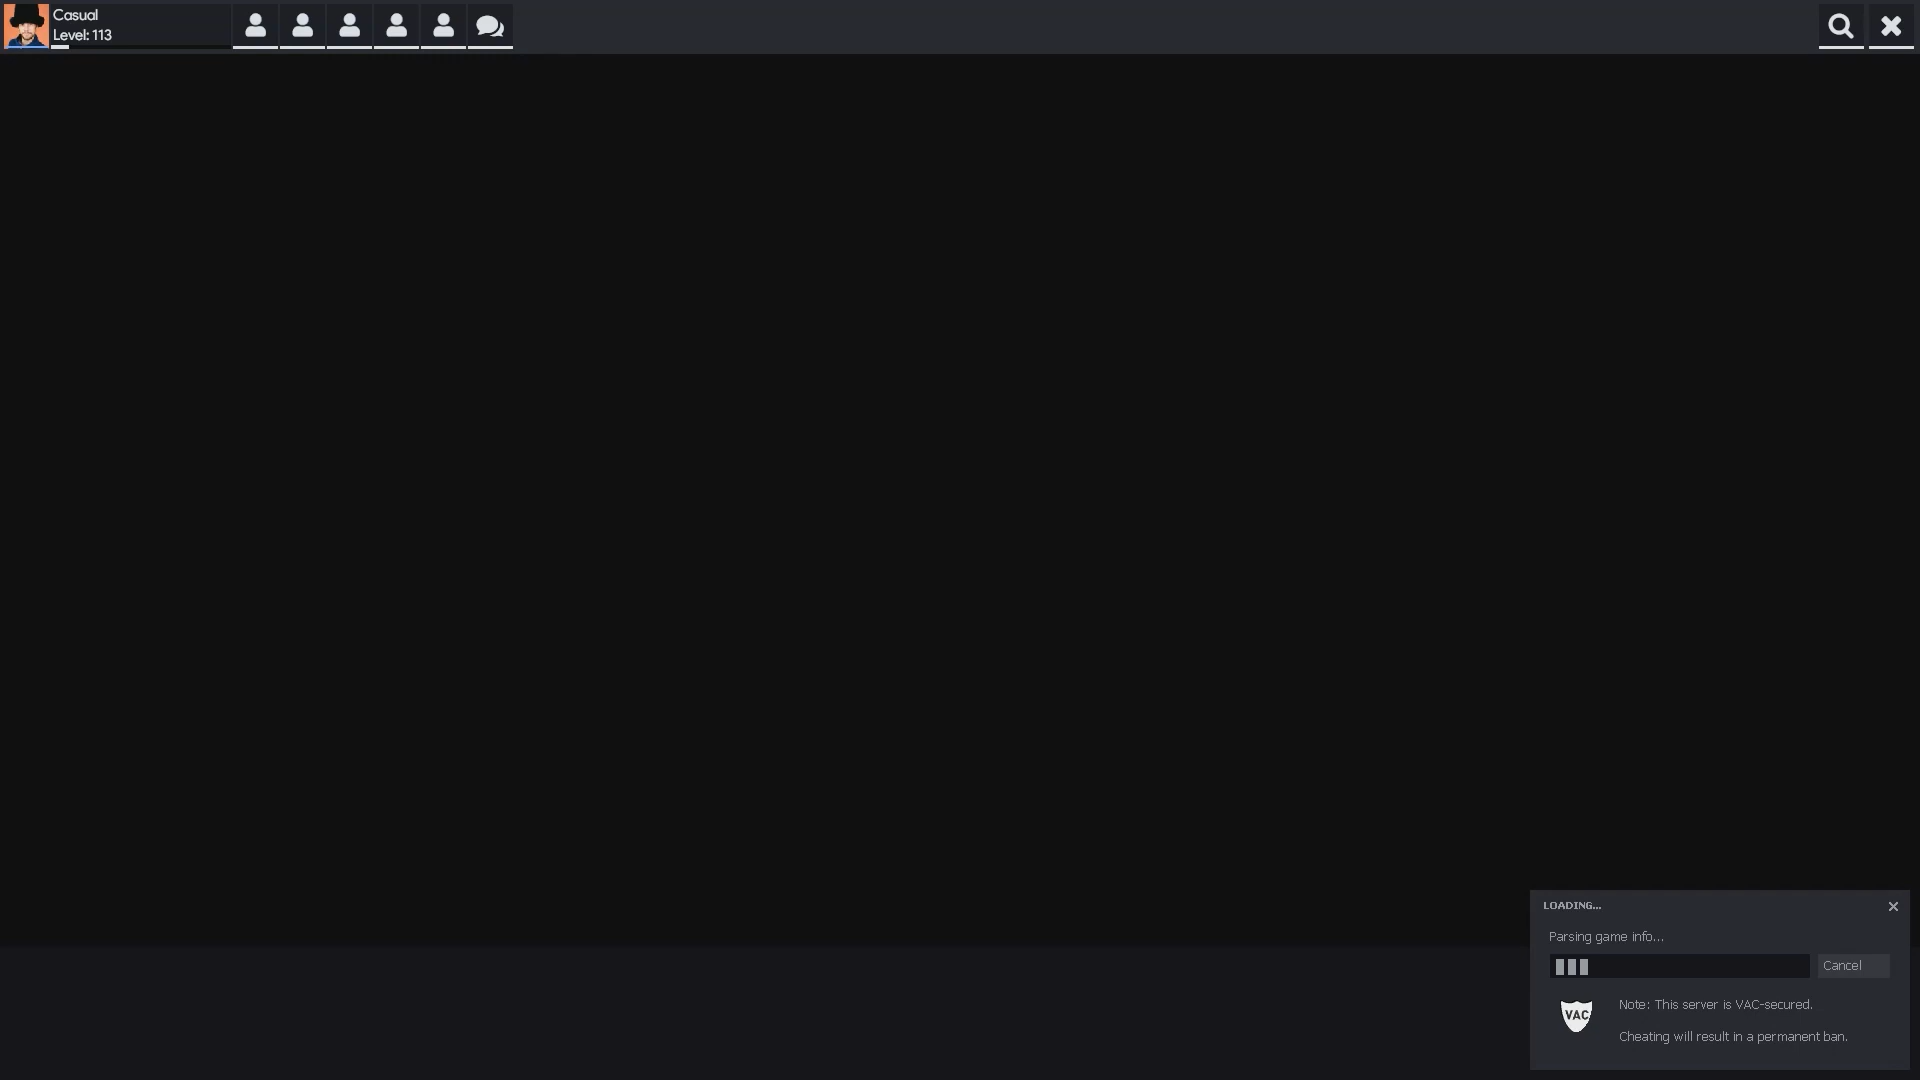 Casual
Level: 113
LOADING...
Parsing game info...
Cancel
VAC
Note: This server is VAC-secured.
Cheating will result in a permanent ban.